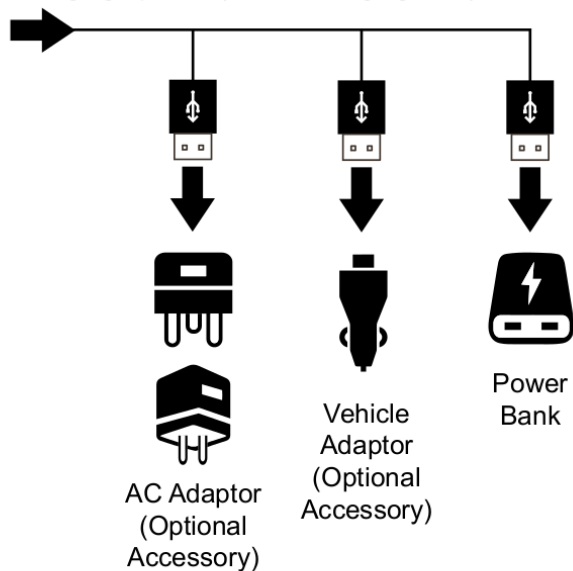 Power
Bank
Vehicle
Adaptor
(Optional
Accessory)
AC Adaptor
(Optional
Accessory)